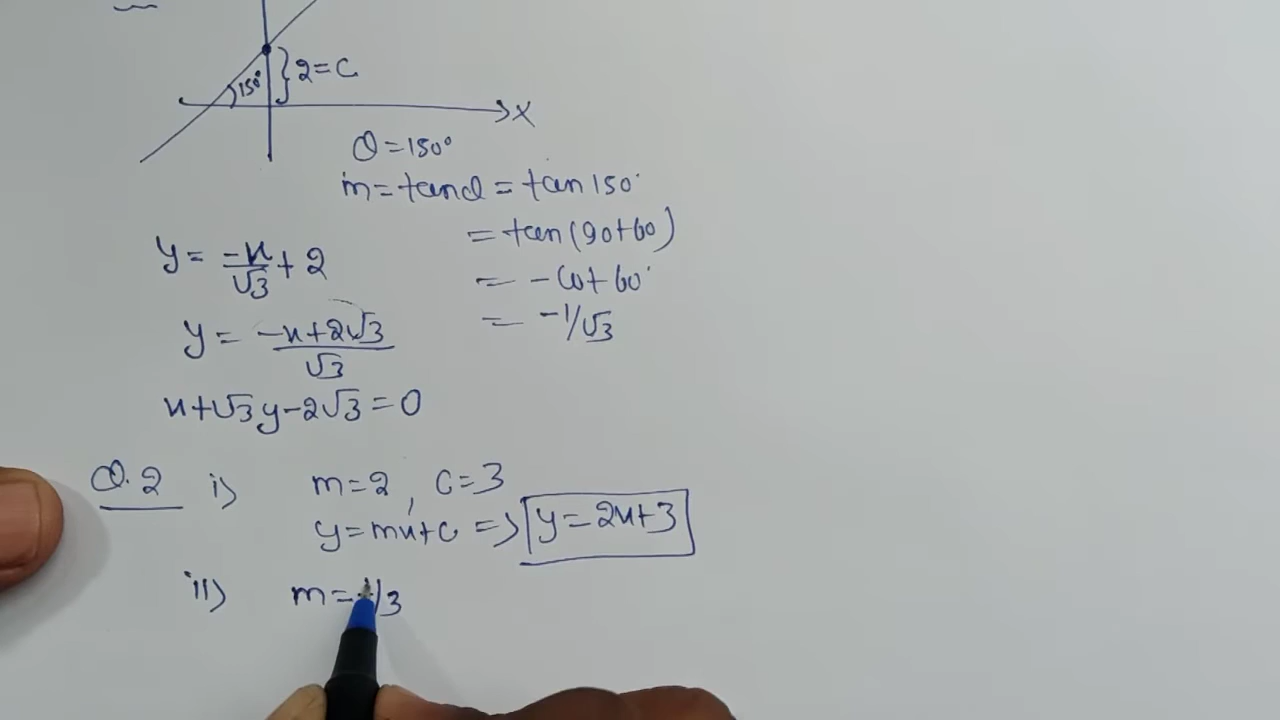 150°
2=C
X
θ=150°
m=tanθ=tan150°
=tan(90+60)
=-cot60°
=-1/√3
y=-x/√3+2
y=-x+2√3/√3
x+√3y-2√3=0
Q.2 i) m=2, C=3
y=mx+c => y=2x+3
ii) m=-1/3